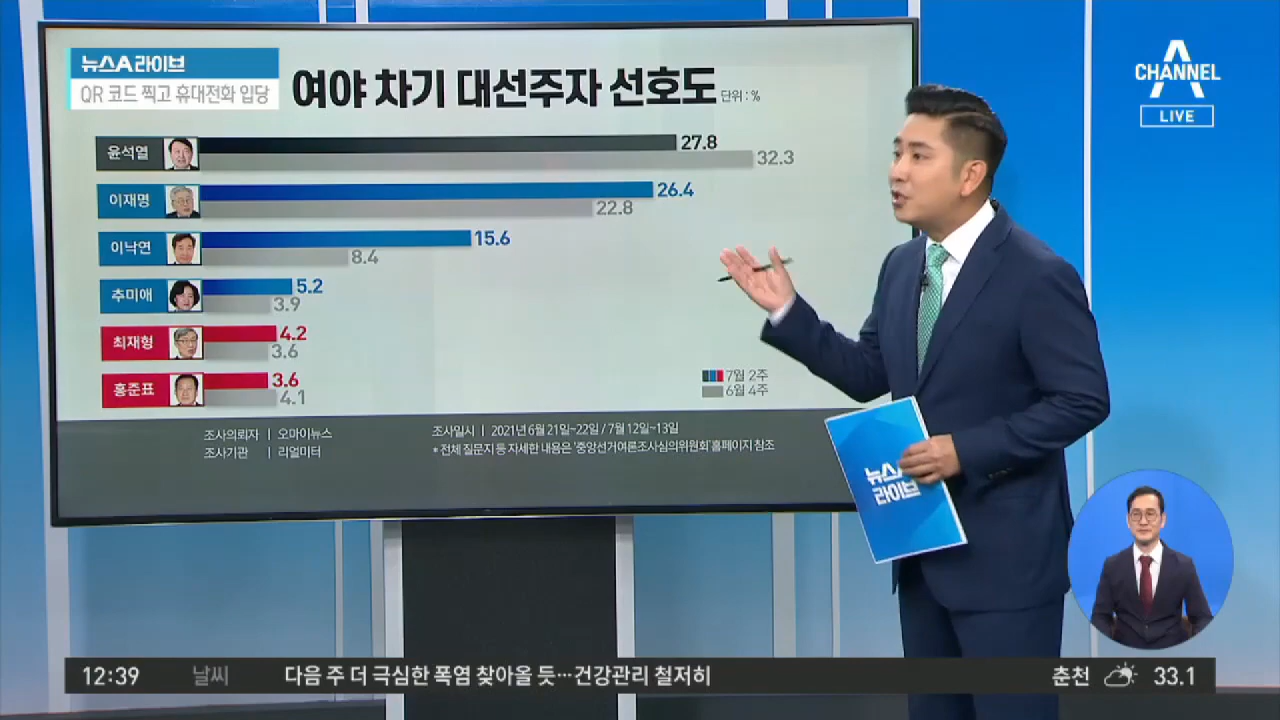 뉴스A 라이브
QR 코드 찍고 휴대전화 입당
여야 차기 대선주자 선호도
단위 : %
윤석열 27.8
32.3
이재명 26.4
22.8
이낙연 15.6
8.4
추미애 5.2
3.9
최재형 4.2
3.6
홍준표 3.6
4.1
7월 2주
6월 4주
조사의뢰자 | 오마이뉴스
조사기관 | 리얼미터
조사일시 | 2021년 6월 21일~22일 / 7월 12일~13일
* 전체 질문지 등 자세한 내용은 '중앙선거여론조사심의위원회' 홈페이지 참조
CHANNEL A
LIVE
뉴스A
라이브
12:39 날씨 다음 주 더 극심한 폭염 찾아올 듯…건강관리 철저히 춘천 33.1